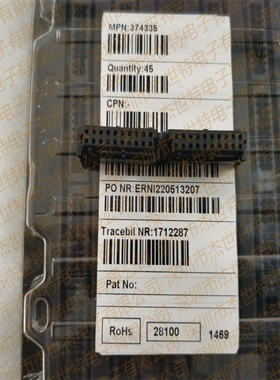 MPN:374335
Quantity:45
CPN:-
PO NR:ERNI220513207
Tracebil NR:1712287
Pat No:
RoHs 28100 1469